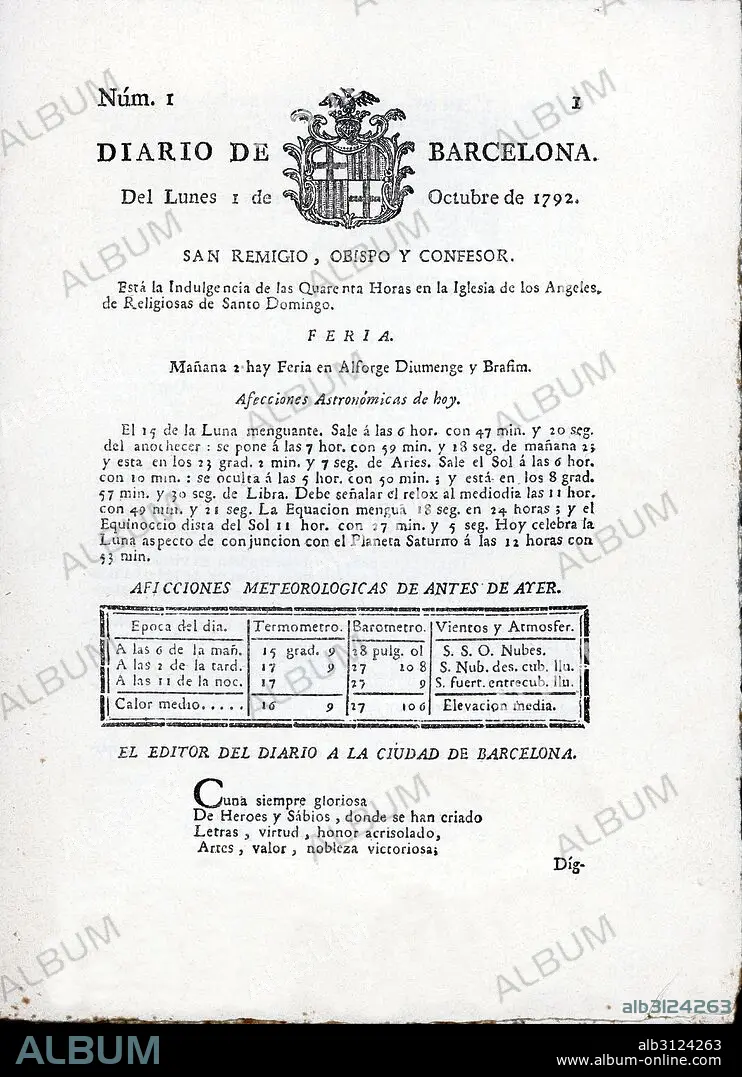 Núm. 1 1
DIARIO DE BARCELONA.
Del Lunes 1 de Octubre de 1792.
SAN REMIGIO, OBISPO Y CONFESOR.
Está la Indulgencia de las Quarenta Horas en la Iglesia de los Angeles,
de Religiosas de Santo Domingo.
FERIA.
Mañana 2 hay Feria en Alforge Diumenge y Brafim.
Afecciones Astronómicas de hoy.
El 15 de la Luna menguante. Sale á las 6 hor. con 47 min. y 20 seg.
del anochecer: se pone á las 7 hor. con 59 min. y 28 seg. de mañana 2;
y esta en los 23 grad. 2 min. y 7 seg. de Aries. Sale el Sol á las 6 hor.
con 10 min.: se oculta á las 5 hor. con 50 min.; y está en los 8 grad.
57 min. y 30 seg. de Libra. Debe señalar el relox al mediodia las 11 hor.
con 49 min. y 21 seg. La Equacion mengua 18 seg. en 24 horas; y el
Equinoccio dista del Sol 11 hor. con 27 min. y 5 seg. Hoy celebra la
Luna aspecto de conjuncion con el Planeta Saturno á las 12 horas con
53 min.
AFICCIONES METEOROLOGICAS DE ANTES DE AYER.
Epoca del dia. Termometro. Barometro. Vientos y Atmosfer.
A las 6 de la mañ. 15 grad. 9 28 pulg. 01 S. S. O. Nubes.
A las 2 de la tard. 17 9 27 10 8 S. Nub. des. cub. llu.
A las 11 de la noc. 17 27 9 S. fuert. entrecub. llu.
Calor medio..... 16 9 27 10 6 Elevacion media.
EL EDITOR DEL DIARIO A LA CIUDAD DE BARCELONA.
Cuna siempre gloriosa
De Heroes y Sábios, donde se han criado
Letras, virtud, honor acrisolado,
Artes, valor, nobleza victoriosa;
Díg-
alb3124263
ALBUM
alb3124263
www.album-online.com